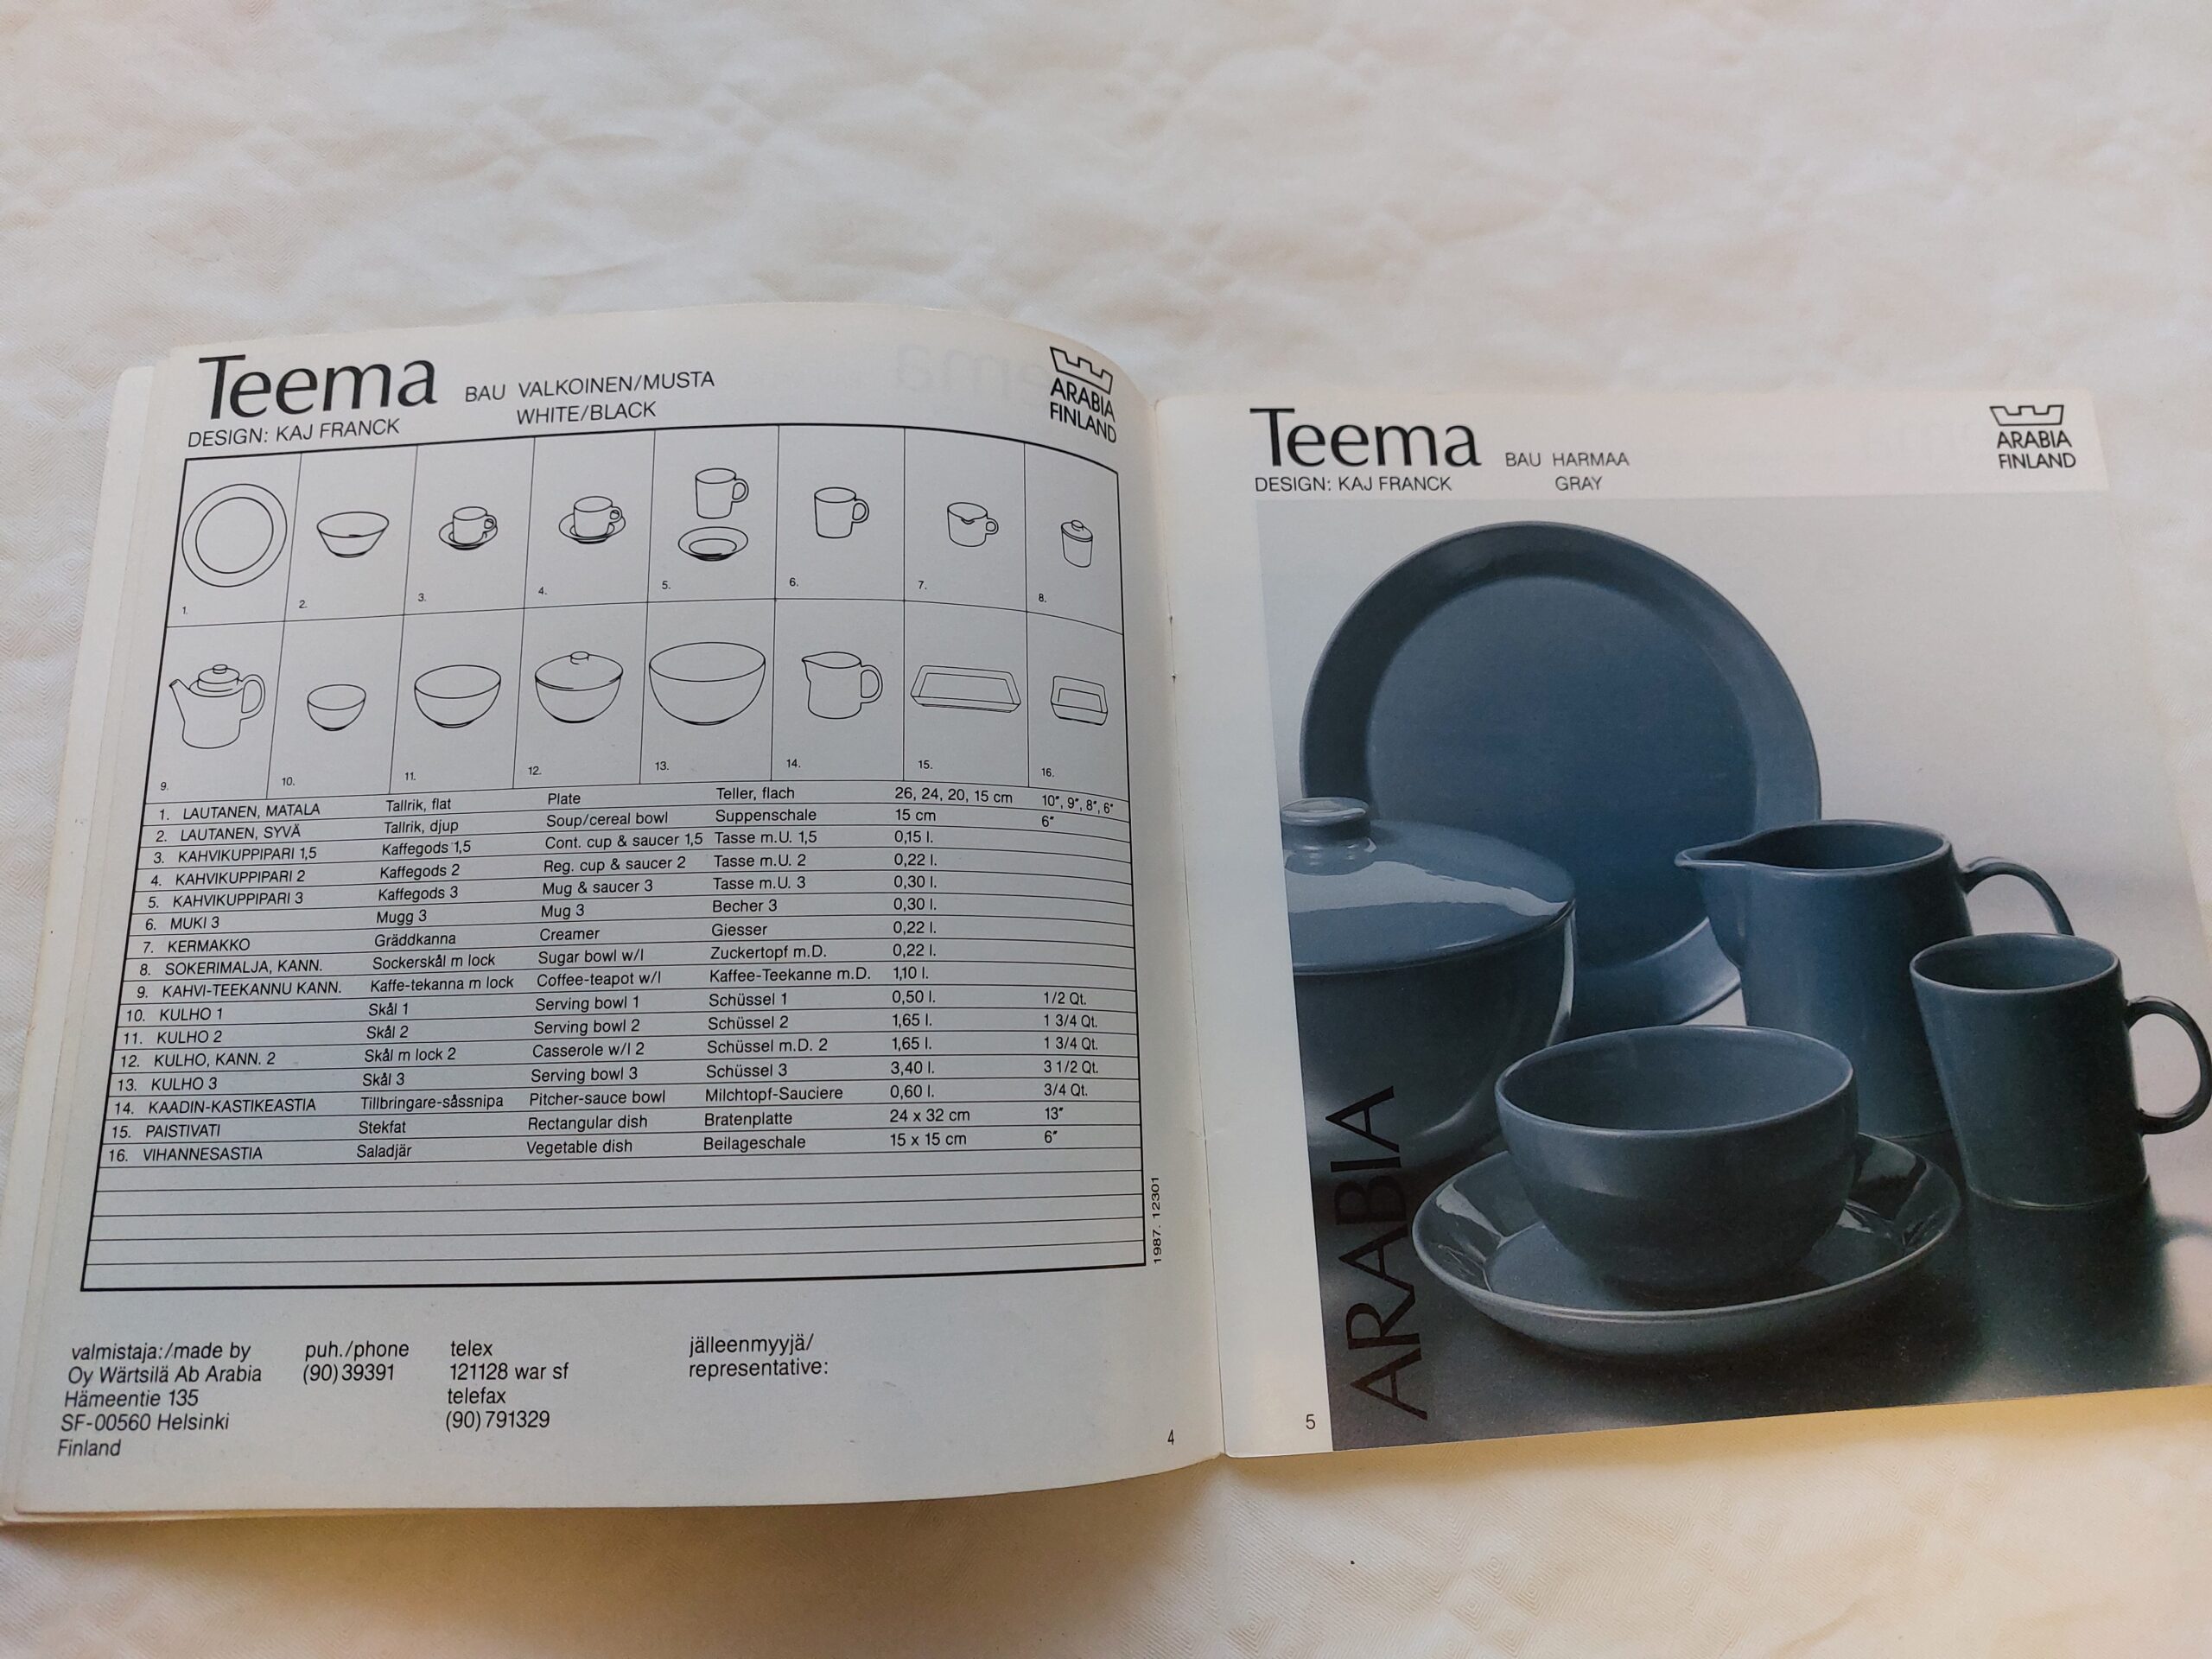 Teema BAU VALKOINEN/MUSTA
WHITE/BLACK
DESIGN: KAJ FRANCK
ARABIA
FINLAND
1. 2. 3. 4. 5. 6. 7. 8.
9. 10. 11. 12. 13. 14. 15. 16.
1. LAUTANEN, MATALA Tallrik, flat Plate Teller, flach 26, 24, 20, 15 cm 10", 9", 8", 6"
2. LAUTANEN, SYVÄ Tallrik, djup Soup/cereal bowl Suppenschale 15 cm 6"
3. KAHVIKUPPIPARI 1,5 Kaffegods 1,5 Cont. cup & saucer 1,5 Tasse m.U. 1,5 0,15 l.
4. KAHVIKUPPIPARI 2 Kaffegods 2 Reg. cup & saucer 2 Tasse m.U. 2 0,22 l.
5. KAHVIKUPPIPARI 3 Kaffegods 3 Mug & saucer 3 Tasse m.U. 3 0,30 l.
6. MUKI 3 Mugg 3 Mug 3 Becher 3 0,30 l.
7. KERMAKKO Gräddkanna Creamer Giesser 0,22 l.
8. SOKERIMALJA, KANN. Sockerskål m lock Sugar bowl w/l Zuckertopf m.D. 0,22 l.
9. KAHVI-TEEKANNU KANN. Kaffe-tekanna m lock Coffee-teapot w/l Kaffee-Teekanne m.D. 1,10 l.
10. KULHO 1 Skål 1 Serving bowl 1 Schüssel 1 0,50 l. 1/2 Qt.
11. KULHO 2 Skål 2 Serving bowl 2 Schüssel 2 1,65 l. 1 3/4 Qt.
12. KULHO, KANN. 2 Skål m lock 2 Casserole w/l 2 Schüssel m.D. 2 1,65 l. 1 3/4 Qt.
13. KULHO 3 Skål 3 Serving bowl 3 Schüssel 3 3,40 l. 3 1/2 Qt.
14. KAADIN-KASTIKEASTIA Tillbringare-såssnipa Pitcher-sauce bowl Milchtopf-Sauciere 0,60 l. 3/4 Qt.
15. PAISTIVATI Stekfat Rectangular dish Bratenplatte 24 x 32 cm 13"
16. VIHANNESASTIA Saladjär Vegetable dish Beilageschale 15 x 15 cm 6"
1987. 12301
valmistaja:/made by
Oy Wärtsilä Ab Arabia
Hämeentie 135
SF-00560 Helsinki
Finland
puh./phone
(90) 39391
telex
121128 war sf
telefax
(90) 791329
jälleenmyyjä/
representative:
4
Teema BAU HARMAA
GRAY
DESIGN: KAJ FRANCK
ARABIA
FINLAND
ARABIA
5